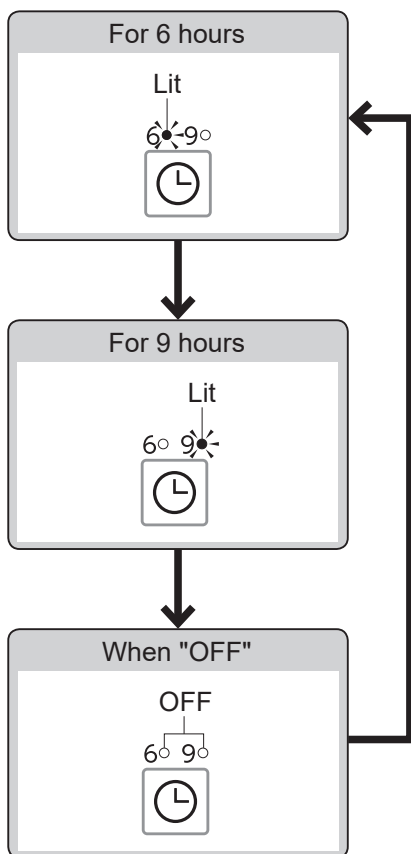 For 6 hours
Lit
6 9
For 9 hours
Lit
6 9
When "OFF"
OFF
6 9